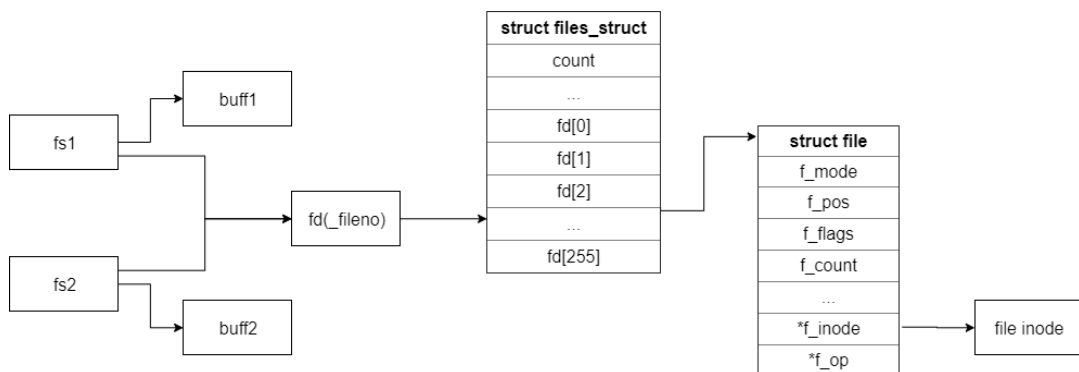 fs1
fs2
buff1
buff2
fd(_fileno)
struct files_struct
count
...
fd[0]
fd[1]
fd[2]
...
fd[255]
struct file
f_mode
f_pos
f_flags
f_count
...
*f_inode
*f_op
file inode